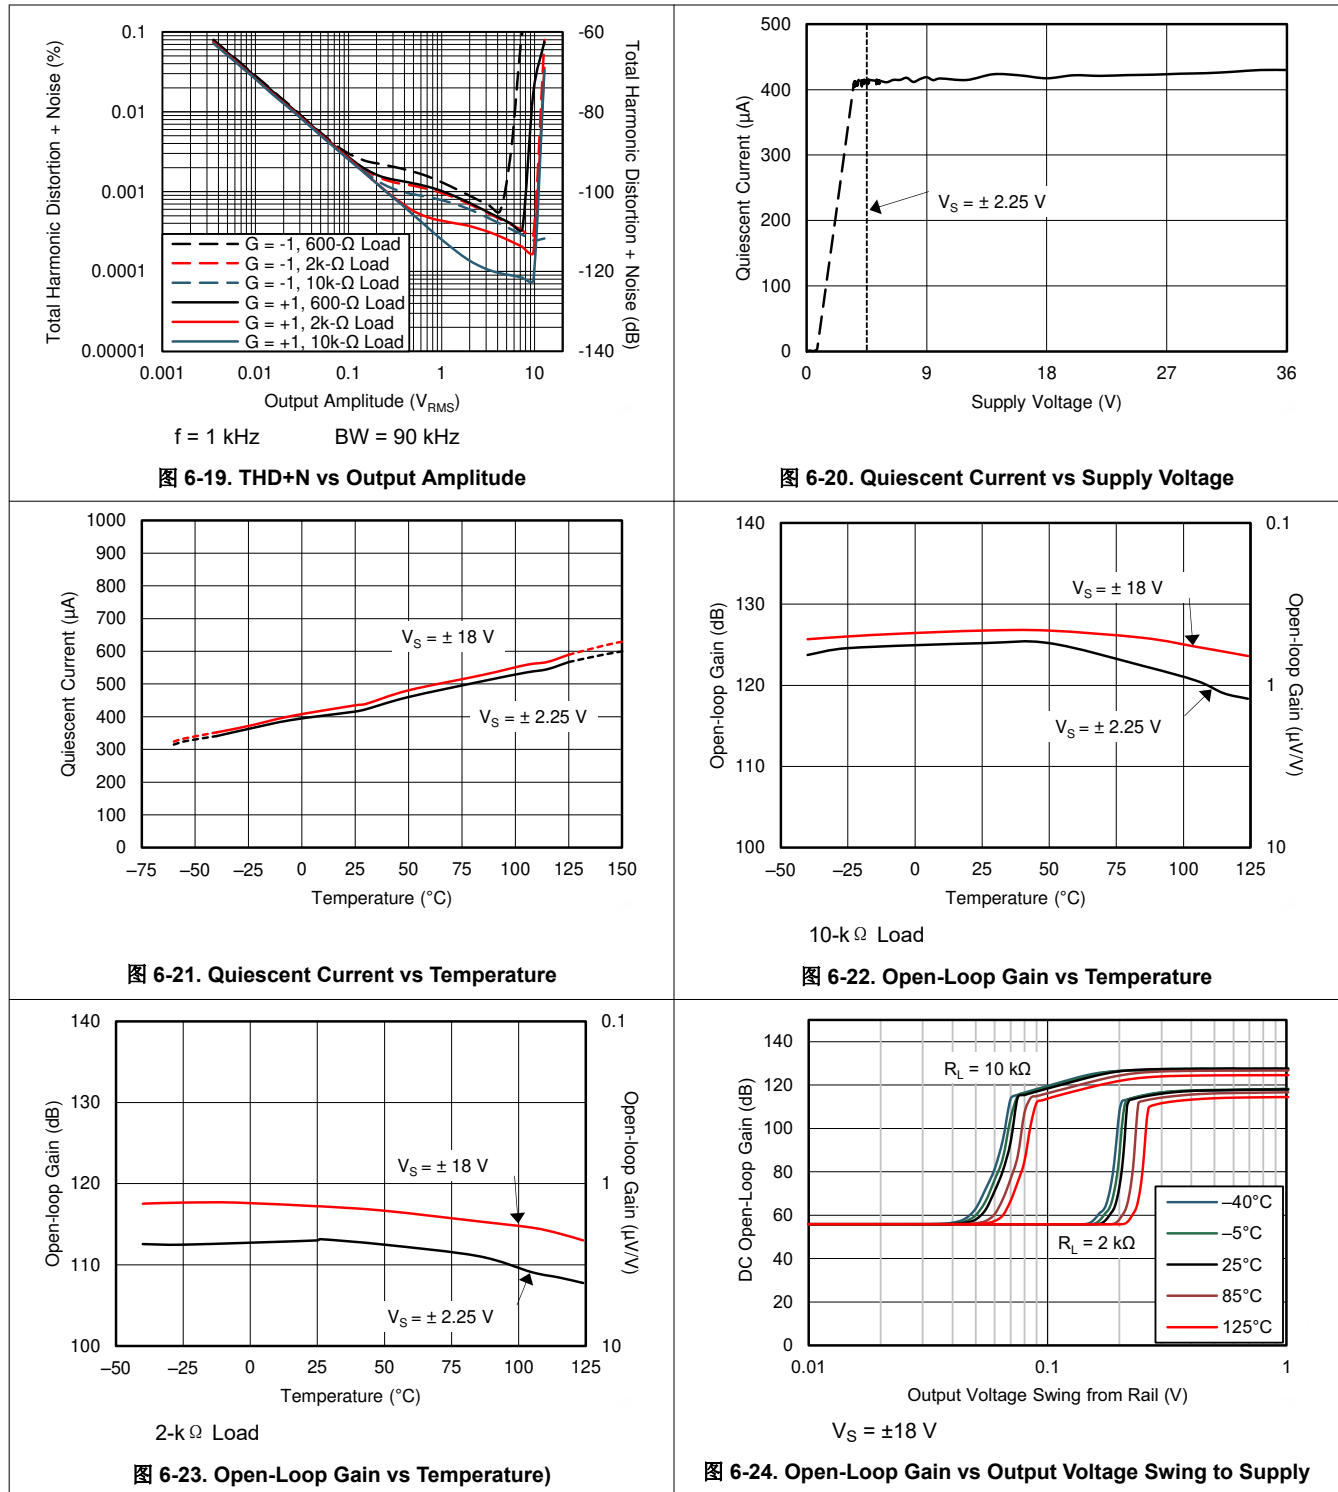 Total Harmonic Distortion + Noise (%)
0.1
0.01
0.001
0.0001
0.00001
-60
-80
-100
-120
-140
Total Harmonic Distortion + Noise (dB)
G = -1, 600-Ω Load
G = -1, 2k-Ω Load
G = -1, 10k-Ω Load
G = +1, 600-Ω Load
G = +1, 2k-Ω Load
G = +1, 10k-Ω Load
0.001 0.01 0.1 1 10
Output Amplitude (VRMS)
f = 1 kHz BW = 90 kHz
图 6-19. THD+N vs Output Amplitude
Quiescent Current (µA)
500
400
300
200
100
0
VS = ± 2.25 V
0 9 18 27 36
Supply Voltage (V)
图 6-20. Quiescent Current vs Supply Voltage
Quiescent Current (µA)
1000
900
800
700
600
500
400
300
200
100
0
VS = ± 18 V
VS = ± 2.25 V
–75 –50 –25 0 25 50 75 100 125 150
Temperature (°C)
图 6-21. Quiescent Current vs Temperature
Open-loop Gain (dB)
140
130
120
110
100
VS = ± 18 V
VS = ± 2.25 V
0.1
1
10
Open-loop Gain (µV/V)
–50 –25 0 25 50 75 100 125
Temperature (°C)
10-k Ω Load
图 6-22. Open-Loop Gain vs Temperature
Open-loop Gain (dB)
140
130
120
110
100
VS = ± 18 V
VS = ± 2.25 V
0.1
1
10
Open-loop Gain (µV/V)
–50 –25 0 25 50 75 100 125
Temperature (°C)
2-k Ω Load
图 6-23. Open-Loop Gain vs Temperature)
DC Open-Loop Gain (dB)
140
120
100
80
60
40
20
0
RL = 10 kΩ
RL = 2 kΩ
–40°C
–5°C
25°C
85°C
125°C
0.01 0.1 1
Output Voltage Swing from Rail (V)
VS = ±18 V
图 6-24. Open-Loop Gain vs Output Voltage Swing to Supply